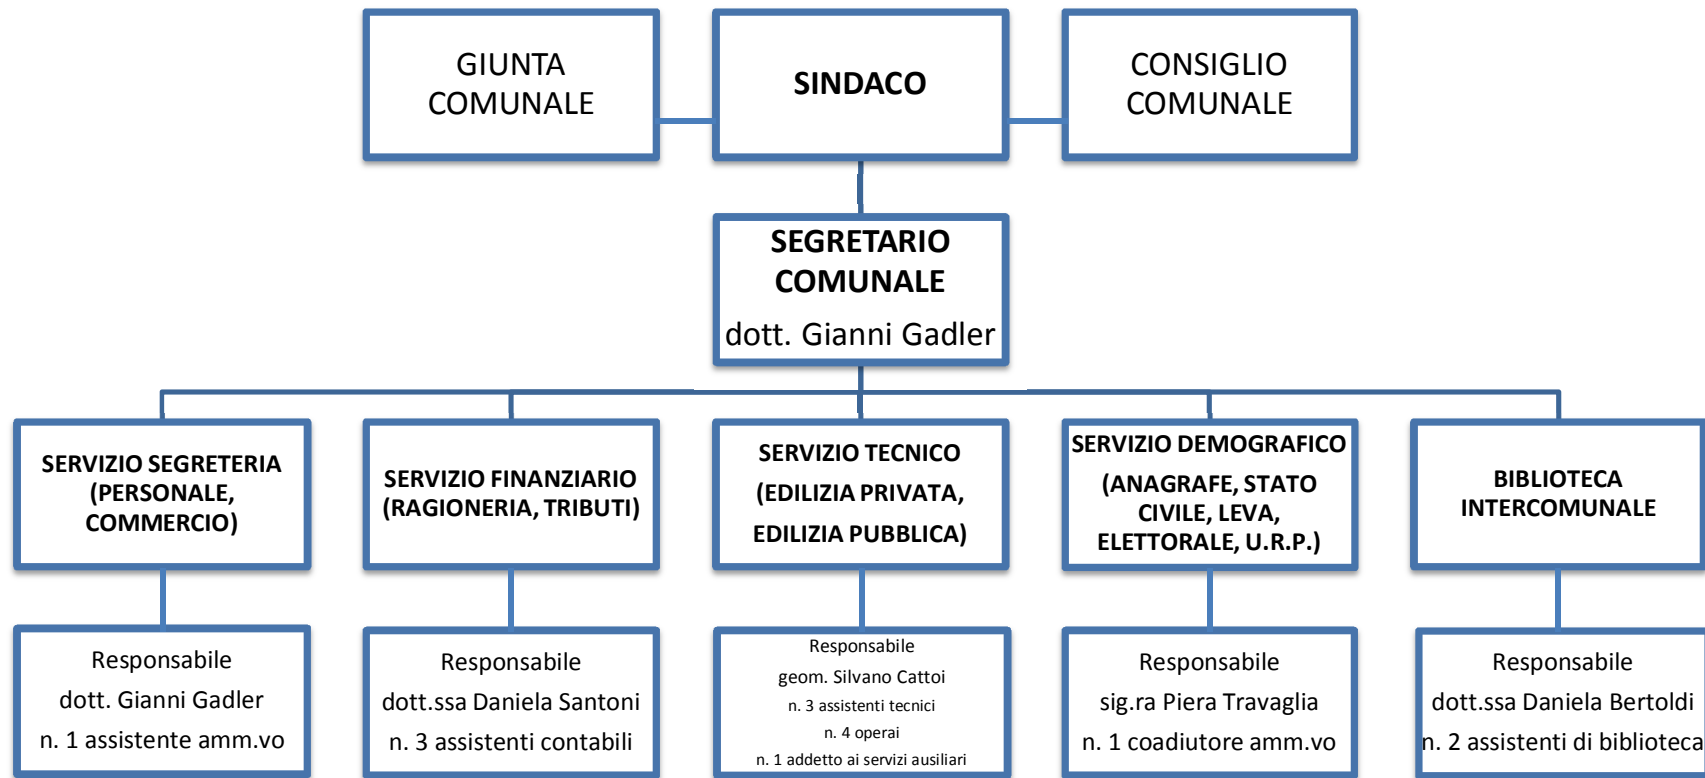 GIUNTA
COMUNALE
SINDACO
CONSIGLIO
COMUNALE
SEGRETARIO
COMUNALE
dott. Gianni Gadler
SERVIZIO SEGRETERIA
(PERSONALE,
COMMERCIO)
SERVIZIO FINANZIARIO
(RAGIONERIA, TRIBUTI)
SERVIZIO TECNICO
(EDILIZIA PRIVATA,
EDILIZIA PUBBLICA)
SERVIZIO DEMOGRAFICO
(ANAGRAFE, STATO
CIVILE, LEVA,
ELETTORALE, U.R.P.)
BIBLIOTECA
INTERCOMUNALE
Responsabile
dott. Gianni Gadler
n. 1 assistente amm.vo
Responsabile
dott.ssa Daniela Santoni
n. 3 assistenti contabili
Responsabile
geom. Silvano Cattoi
n. 3 assistenti tecnici
n. 4 operai
n. 1 addetto ai servizi ausiliari
Responsabile
sig.ra Piera Travaglia
n. 1 coadiutore amm.vo
Responsabile
dott.ssa Daniela Bertoldi
n. 2 assistenti di biblioteca